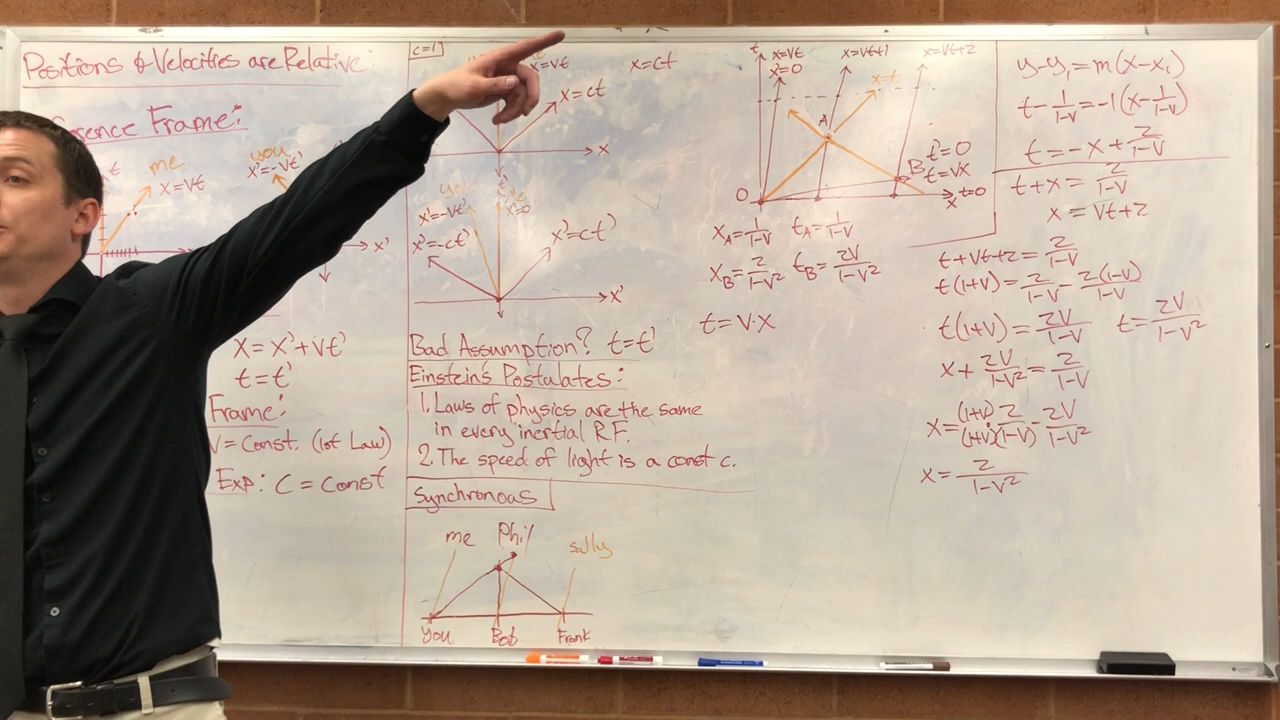 Positions & Velocities are Relative:
Frame:
me
x=vt
you
x'=-vt'
x'
x=x'+vt'
t=t'
Frame:
V=Const. (1st Law)
Exp: C=Const
c=1
x=vt
x=ct
x=ct
x
x'=-vt'
x'=0
x'=-ct'
x'=ct'
x'
Bad Assumption? t=t'
Einstein's Postulates:
1. Laws of physics are the same
in every inertial R.F.
2. The speed of light is a const c.
Synchronous
me Phil sally
you Bob Frank
t
x=vt
x'=0
x=vt+1
x=vt+2
x=t
A
B
t'=0
t=vx
t=0
x
O
x_A=1/(1-v) t_A=1/(1-v)
x_B=2/(1-v²) t_B=2v/(1-v²)
t=v·x
y-y₁=m(x-x₁)
t-1/(1-v)=-1(x-1/(1-v))
t=-x+2/(1-v)
t+x=2/(1-v)
x=vt+2
t+vt+2=2/(1-v)
t(1+v)=2/(1-v)-2(1-v)/(1-v)
t(1+v)=2v/(1-v) t=2v/(1-v²)
x+2v/(1-v²)=2/(1-v)
x=(1+v)2/(1+v)(1-v)-2v/(1-v²)
x=2/(1-v²)